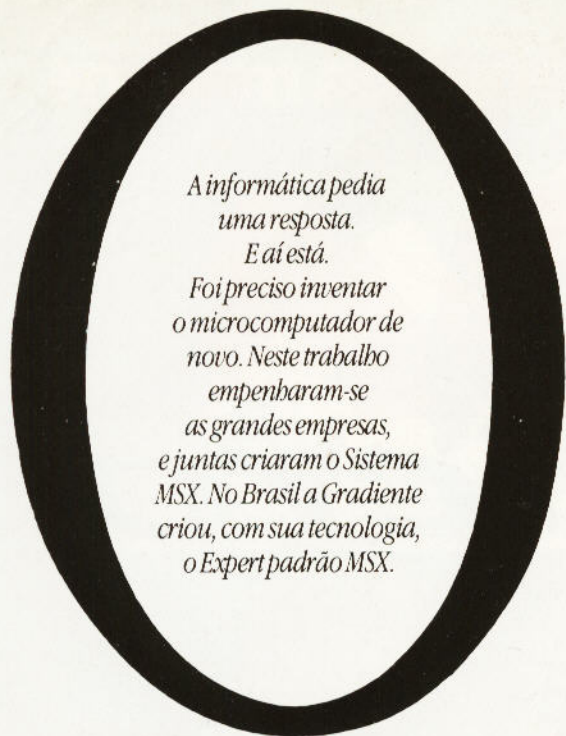 O
A informática pedia
uma resposta.
E aí está.
Foi preciso inventar
o microcomputador de
novo. Neste trabalho
empenharam-se
as grandes empresas,
e juntas criaram o Sistema
MSX. No Brasil a Gradiente
criou, com sua tecnologia,
o Expert padrão MSX.